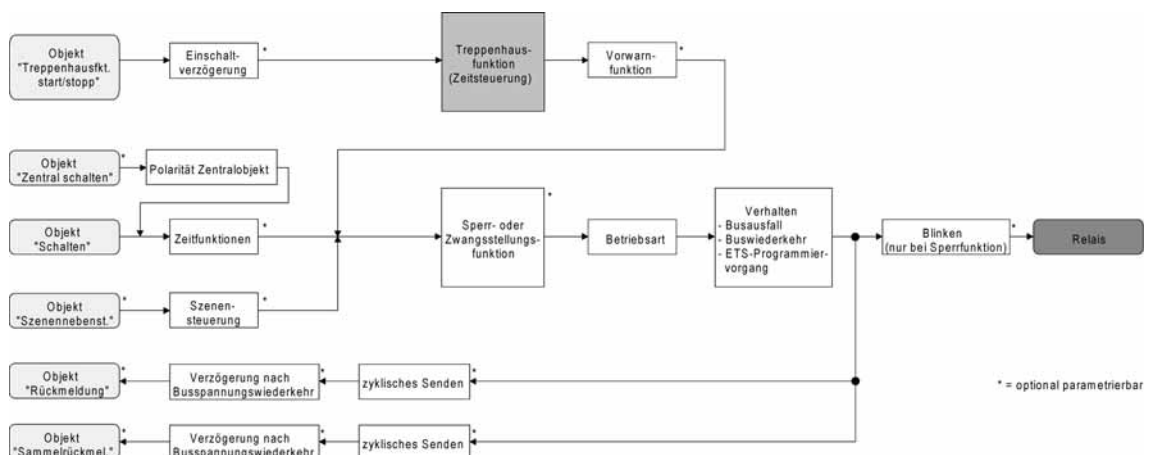 Objekt
"Treppenhausfkt.
start/stopp"
Einschalt-
verzögerung
*
Treppenhaus-
funktion
(Zeitsteuerung)
Vorwarn-
funktion
*
Objekt
"Zentral schalten"
*
Polarität Zentralobjekt
Objekt
"Schalten"
Zeitfunktionen
*
Sperr- oder
Zwangsstellungs-
funktion
*
Betriebsart
Verhalten
- Busausfall
- Buswiederkehr
- ETS-Programmier-
vorgang
Blinken
(nur bei Sperrfunktion)
*
Relais
Objekt
"Szenennebenst."
*
Szenen-
steuerung
*
Objekt
"Rückmeldung"
*
Verzögerung nach
Busspannungswiederkehr
*
zyklisches Senden
*
* = optional parametrierbar
Objekt
"Sammelrückmel."
*
Verzögerung nach
Busspannungswiederkehr
*
zyklisches Senden
*